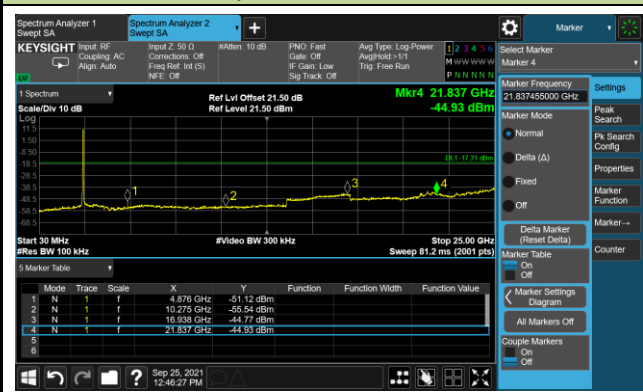 Spectrum Analyzer 1
Swept SA
Spectrum Analyzer 2
Swept SA
Marker
KEYSIGHT
Input: RF
Coupling: AC
Align: Auto
Input Z: 50 Ω
Corrections: Off
Freq Ref: Int (S)
NFE: Off
#Atten: 10 dB
PNO: Fast
Gate: Off
IF Gain: Low
Sig Track: Off
Avg Type: Log-Power
Avg|Hold:>1/1
Trig: Free Run
1 2 3 4 5 6
M W W W W W
P N N N N N
LXI
Select Marker
Marker 4
1 Spectrum
Scale/Div 10 dB
Ref Lvl Offset 21.50 dB
Ref Level 21.50 dBm
Mkr4 21.837 GHz
-44.93 dBm
Log
11.5
1.50
-8.50
-18.5
-28.5
-38.5
-48.5
-58.5
-68.5
DL1 -17.31 dBm
1
2
3
4
Start 30 MHz
#Res BW 100 kHz
#Video BW 300 kHz
Stop 25.00 GHz
Sweep 81.2 ms (2001 pts)
5 Marker Table
Mode Trace Scale X Y Function Function Width Function Value
1 N 1 f 4.876 GHz -51.12 dBm
2 N 1 f 10.275 GHz -55.54 dBm
3 N 1 f 16.938 GHz -44.77 dBm
4 N 1 f 21.837 GHz -44.93 dBm
5
6
Marker Frequency
21.837455000 GHz
Marker Mode
Normal
Delta (Δ)
Fixed
Off
Delta Marker
(Reset Delta)
Marker Table
On
Off
Marker Settings
Diagram
All Markers Off
Couple Markers
On
Off
Settings
Peak
Search
Pk Search
Config
Properties
Marker
Function
Marker→
Counter
Sep 25, 2021
12:46:27 PM